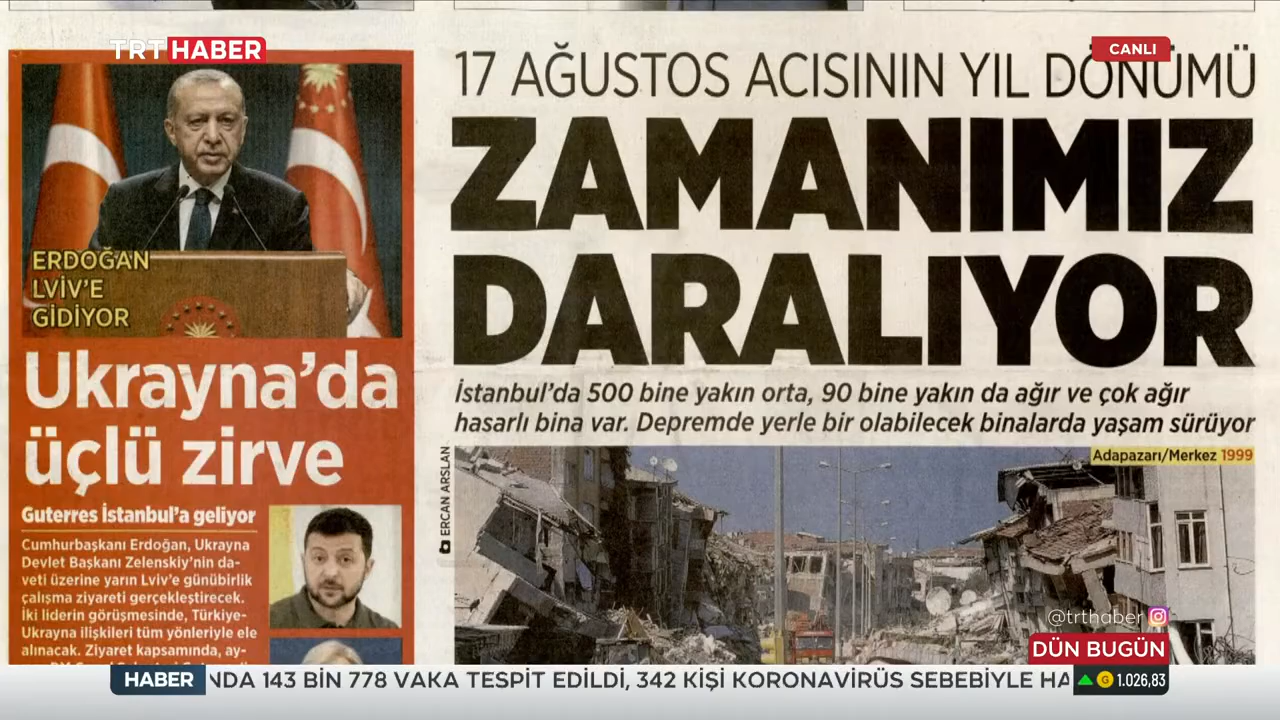 TRT HABER
CANLI
ERDOĞAN
LVİV'E
GİDİYOR
Ukrayna'da
üçlü zirve
Guterres İstanbul'a geliyor
Cumhurbaşkanı Erdoğan, Ukrayna
Devlet Başkanı Zelenskiy'nin da-
veti üzerine yarın Lviv'e günübirlik
çalışma ziyareti gerçekleştirecek.
İki liderin görüşmesinde, Türkiye-
Ukrayna ilişkileri tüm yönleriyle ele
alınacak. Ziyaret kapsamında, ay-
17 AĞUSTOS ACISININ YIL DÖNÜMÜ
ZAMANIMIZ
DARALIYOR
İstanbul'da 500 bine yakın orta, 90 bine yakın da ağır ve çok ağır
hasarlı bina var. Depremde yerle bir olabilecek binalarda yaşam sürüyor
ERCAN ARSLAN
Adapazarı/Merkez 1999
@trthaber
DÜN BUGÜN
HABER
NDA 143 BİN 778 VAKA TESPİT EDİLDİ, 342 KİŞİ KORONAVİRÜS SEBEBİYLE HA
G 1.026,83